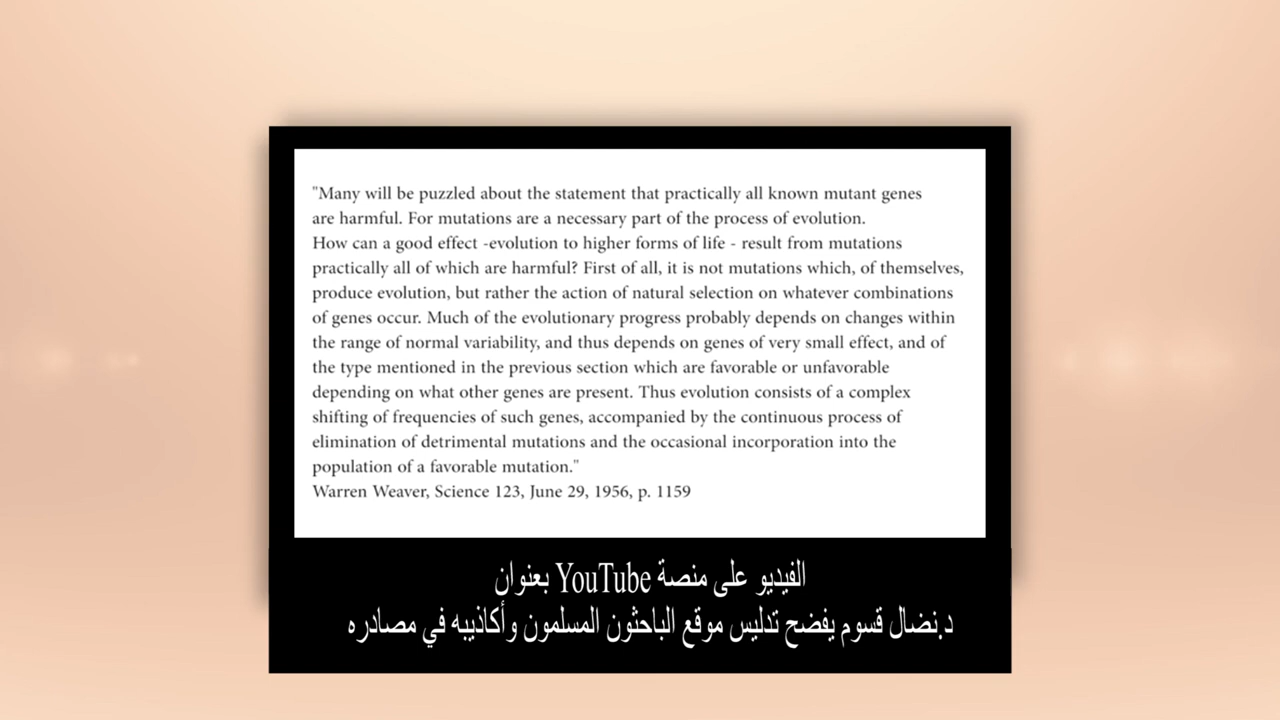 "Many will be puzzled about the statement that practically all known mutant genes
are harmful. For mutations are a necessary part of the process of evolution.
How can a good effect -evolution to higher forms of life - result from mutations
practically all of which are harmful? First of all, it is not mutations which, of themselves,
produce evolution, but rather the action of natural selection on whatever combinations
of genes occur. Much of the evolutionary progress probably depends on changes within
the range of normal variability, and thus depends on genes of very small effect, and of
the type mentioned in the previous section which are favorable or unfavorable
depending on what other genes are present. Thus evolution consists of a complex
shifting of frequencies of such genes, accompanied by the continuous process of
elimination of detrimental mutations and the occasional incorporation into the
population of a favorable mutation."
Warren Weaver, Science 123, June 29, 1956, p. 1159
الفيديو على منصة YouTube بعنوان
د.نضال قسوم يفضح تدليس موقع الباحثون المسلمون وأكاذيبه في مصادره